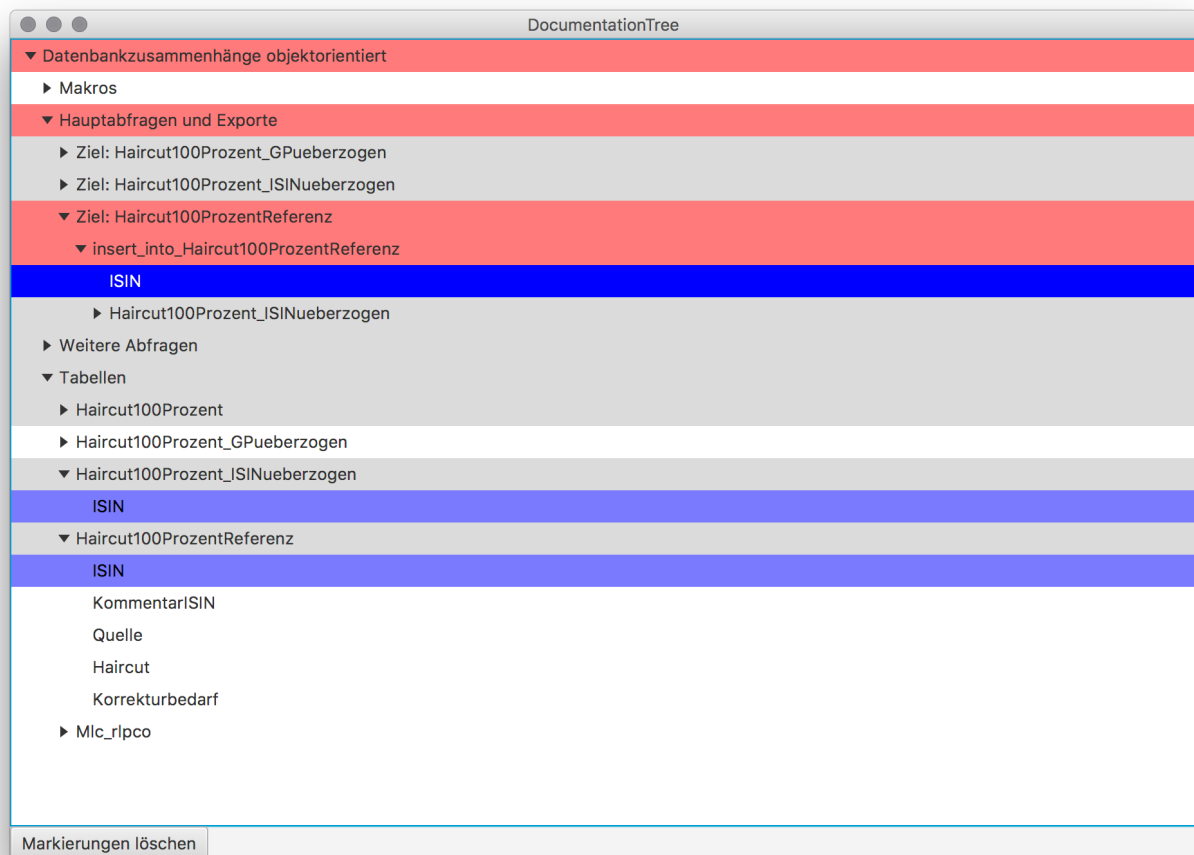 DocumentationTree
Datenbankzusammenhänge objektorientiert
Makros
Hauptabfragen und Exporte
Ziel: Haircut100Prozent_GPueberzogen
Ziel: Haircut100Prozent_ISINueberzogen
Ziel: Haircut100ProzentReferenz
insert_into_Haircut100ProzentReferenz
ISIN
Haircut100Prozent_ISINueberzogen
Weitere Abfragen
Tabellen
Haircut100Prozent
Haircut100Prozent_GPueberzogen
Haircut100Prozent_ISINueberzogen
ISIN
Haircut100ProzentReferenz
ISIN
KommentarISIN
Quelle
Haircut
Korrekturbedarf
Mlc_rlpco
Markierungen löschen